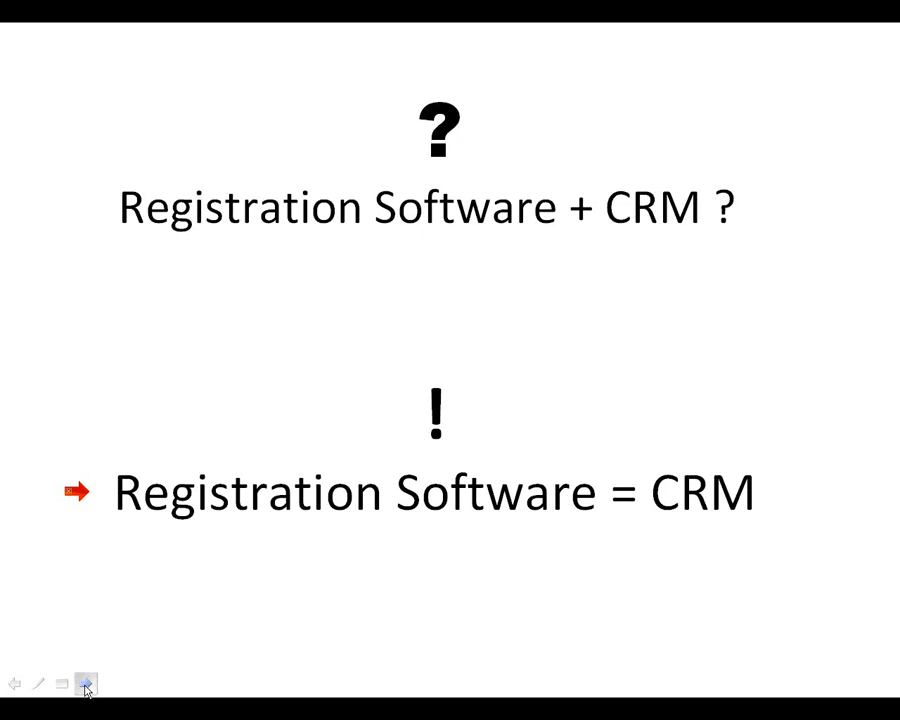 ?
Registration Software + CRM ?
!
Registration Software = CRM